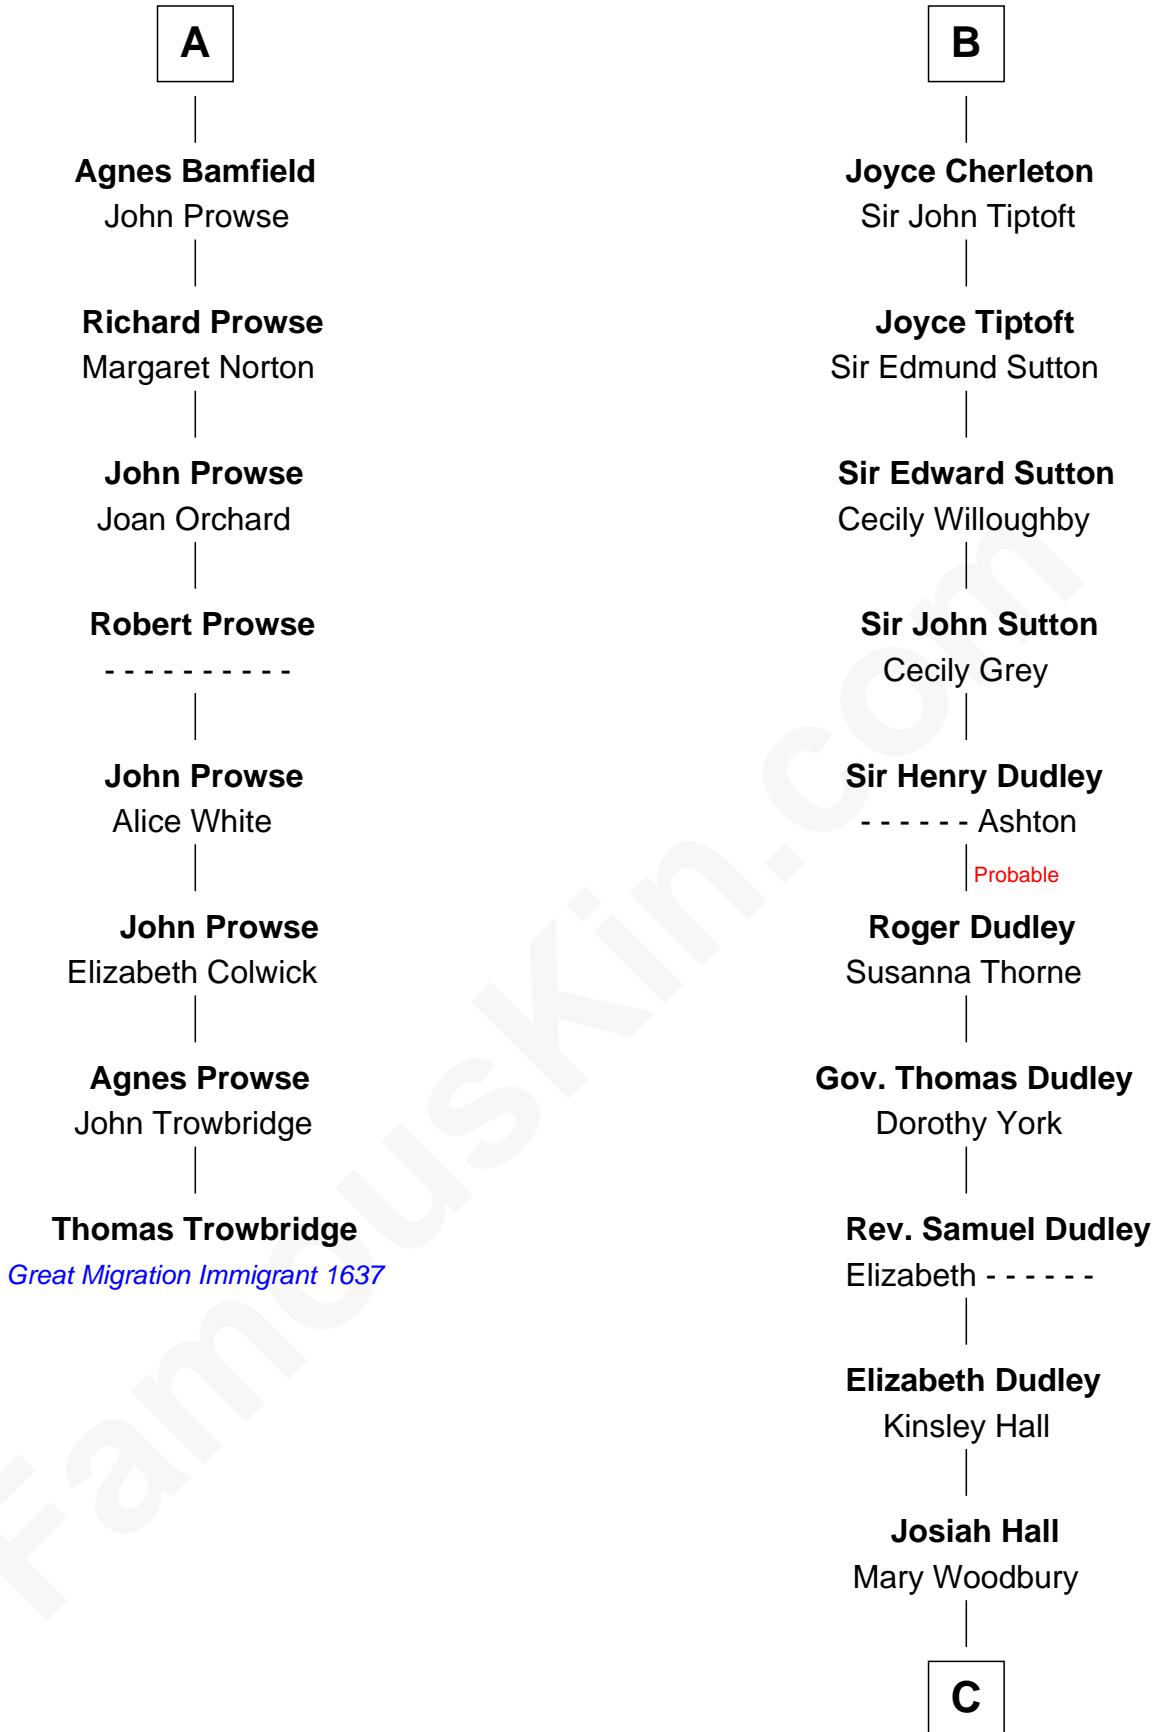 A
Agnes Bamfield
John Prowse
Richard Prowse
Margaret Norton
John Prowse
Joan Orchard
Robert Prowse
- - - - - - - - - -
John Prowse
Alice White
John Prowse
Elizabeth Colwick
Agnes Prowse
John Trowbridge
Thomas Trowbridge
Great Migration Immigrant 1637
B
Joyce Cherleton
Sir John Tiptoft
Joyce Tiptoft
Sir Edmund Sutton
Sir Edward Sutton
Cecily Willoughby
Sir John Sutton
Cecily Grey
Sir Henry Dudley
- - - - - - Ashton
Probable
Roger Dudley
Susanna Thorne
Gov. Thomas Dudley
Dorothy York
Rev. Samuel Dudley
Elizabeth - - - - - -
Elizabeth Dudley
Kinsley Hall
Josiah Hall
Mary Woodbury
C
FamousKin.com